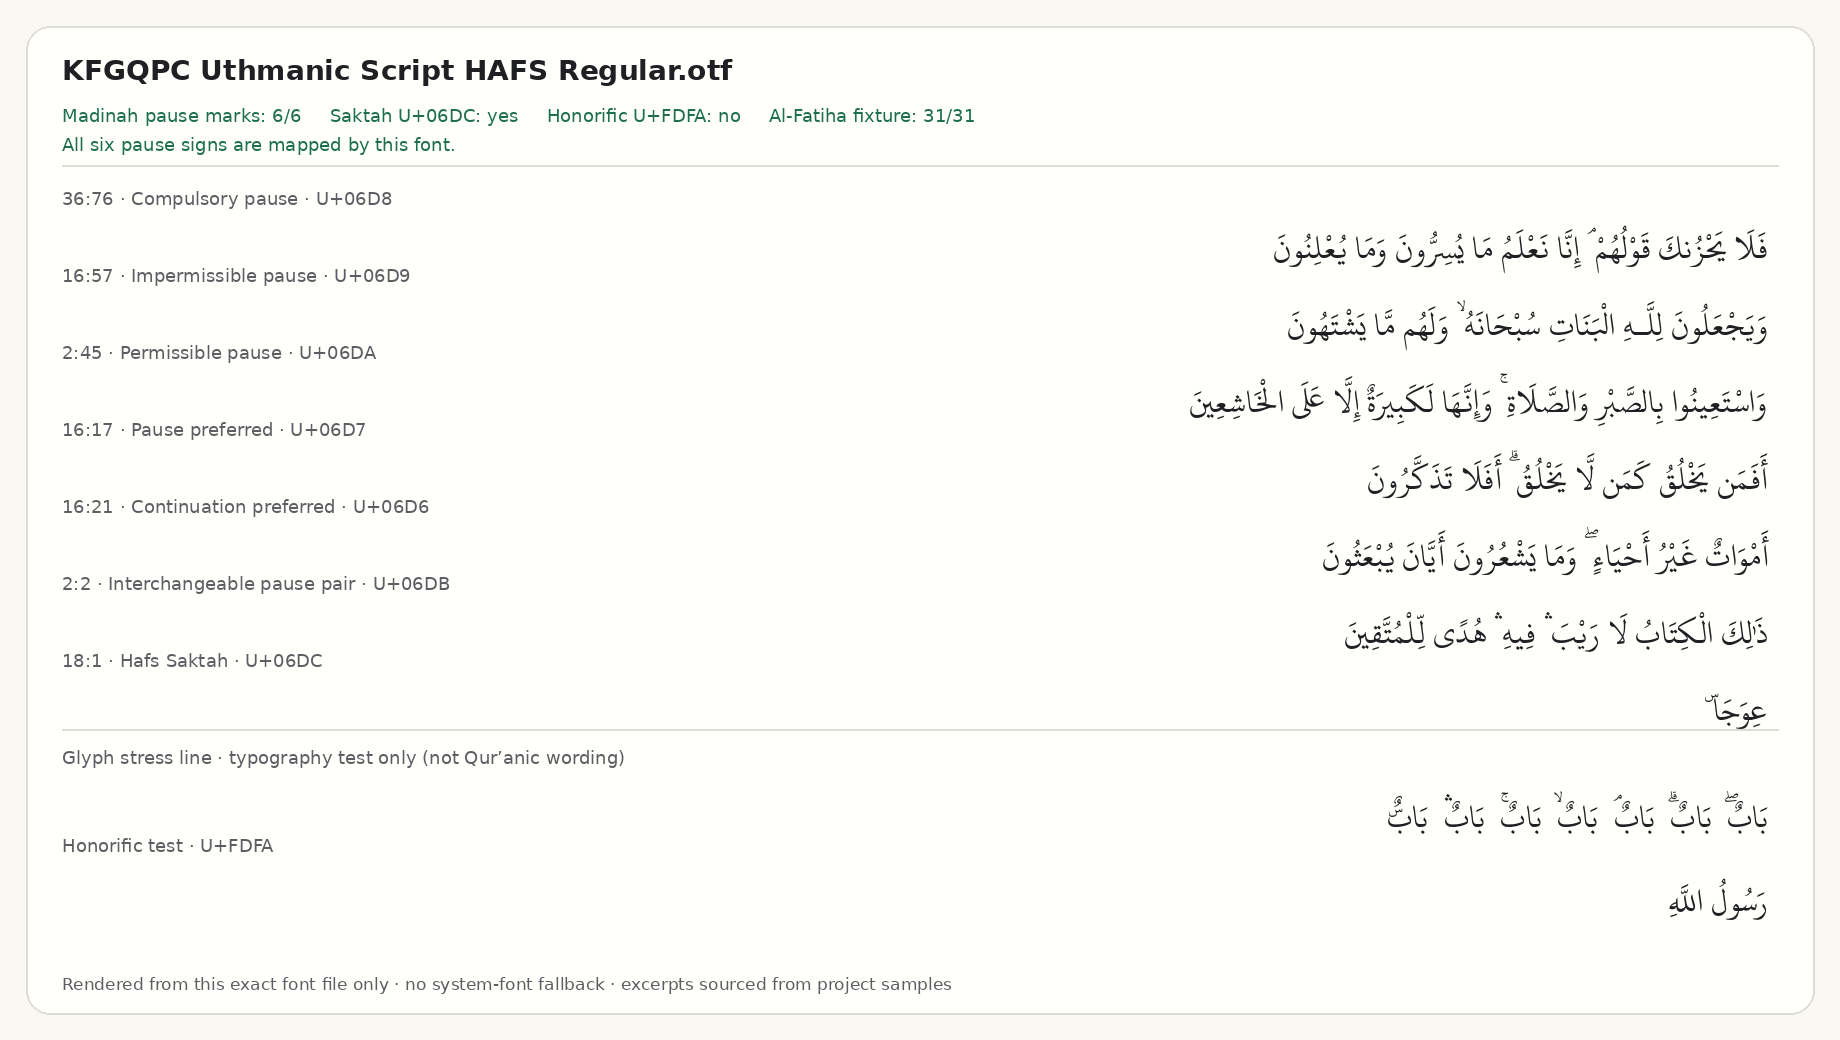 KFGQPC Uthmanic Script HAFS Regular.otf
Madinah pause marks: 6/6 Saktah U+06DC: yes Honorific U+FDFA: no Al-Fatiha fixture: 31/31
All six pause signs are mapped by this font.
36:76 · Compulsory pause · U+06D8
فَلَا يَحْزُنكَ قَوْلُهُمْ ۘ إِنَّا نَعْلَمُ مَا يُسِرُّونَ وَمَا يُعْلِنُونَ
16:57 · Impermissible pause · U+06D9
وَيَجْعَلُونَ لِلَّـهِ الْبَنَاتِ سُبْحَانَهُ ۙ وَلَهُم مَّا يَشْتَهُونَ
2:45 · Permissible pause · U+06DA
وَاسْتَعِينُوا بِالصَّبْرِ وَالصَّلَاةِ ۚ وَإِنَّهَا لَكَبِيرَةٌ إِلَّا عَلَى الْخَاشِعِينَ
16:17 · Pause preferred · U+06D7
أَفَمَن يَخْلُقُ كَمَن لَّا يَخْلُقُ ۗ أَفَلَا تَذَكَّرُونَ
16:21 · Continuation preferred · U+06D6
أَمْوَاتٌ غَيْرُ أَحْيَاءٍ ۖ وَمَا يَشْعُرُونَ أَيَّانَ يُبْعَثُونَ
2:2 · Interchangeable pause pair · U+06DB
ذَٰلِكَ الْكِتَابُ لَا رَيْبَ ۛ فِيهِ ۛ هُدًى لِّلْمُتَّقِينَ
18:1 · Hafs Saktah · U+06DC
عِوَجَا ۜ
Glyph stress line · typography test only (not Qur’anic wording)
بَابٌ ۖ بَابٌ ۗ بَابٌ ۘ بَابٌ ۙ بَابٌ ۚ بَابٌ ۛ بَابٌۜ
Honorific test · U+FDFA
رَسُولُ اللَّهِ
Rendered from this exact font file only · no system-font fallback · excerpts sourced from project samples